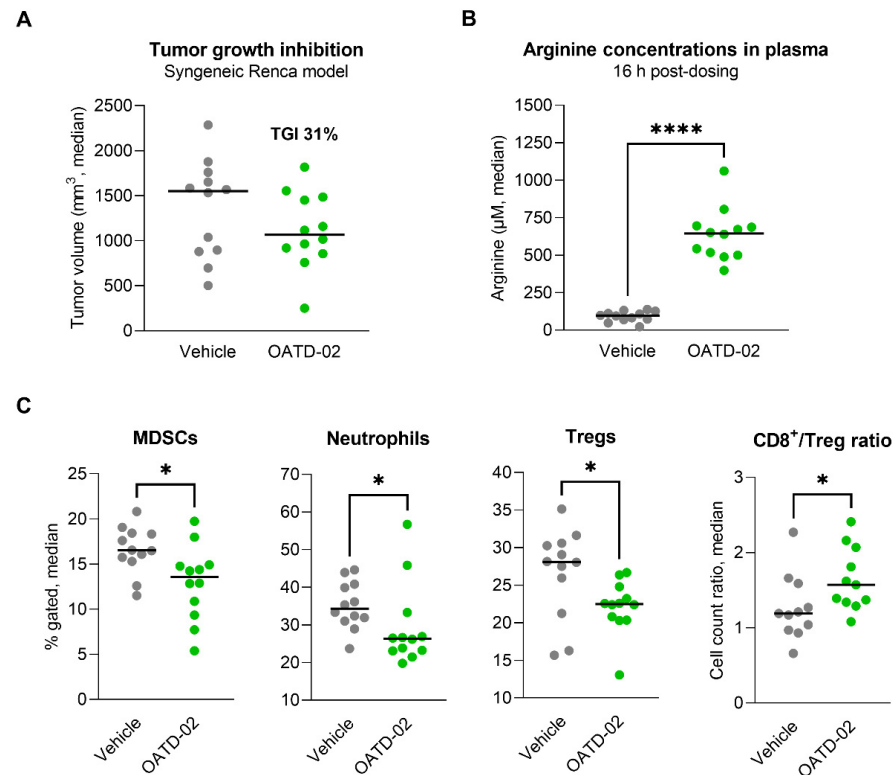 A
Tumor growth inhibition
Syngeneic Renca model
TGI 31%
Tumor volume (mm³, median)
2500
2000
1500
1000
500
0
Vehicle
OATD-02
B
Arginine concentrations in plasma
16 h post-dosing
****
Arginine (µM, median)
1500
1250
1000
750
500
250
0
Vehicle
OATD-02
C
MDSCs
*
% gated, median
25
20
15
10
5
0
Vehicle
OATD-02
Neutrophils
*
70
60
50
40
30
20
10
Vehicle
OATD-02
Tregs
*
40
35
30
25
20
15
10
Vehicle
OATD-02
CD8⁺/Treg ratio
*
Cell count ratio, median
3
2
1
0
Vehicle
OATD-02